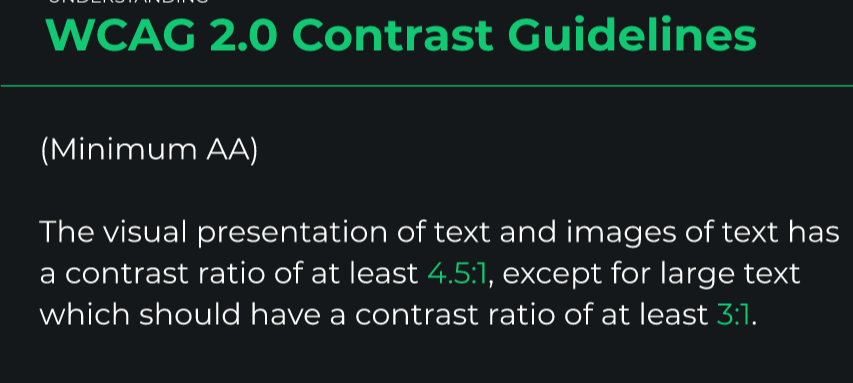 UNDERSTANDING
WCAG 2.0 Contrast Guidelines
(Minimum AA)
The visual presentation of text and images of text has
a contrast ratio of at least 4.5:1, except for large text
which should have a contrast ratio of at least 3:1.